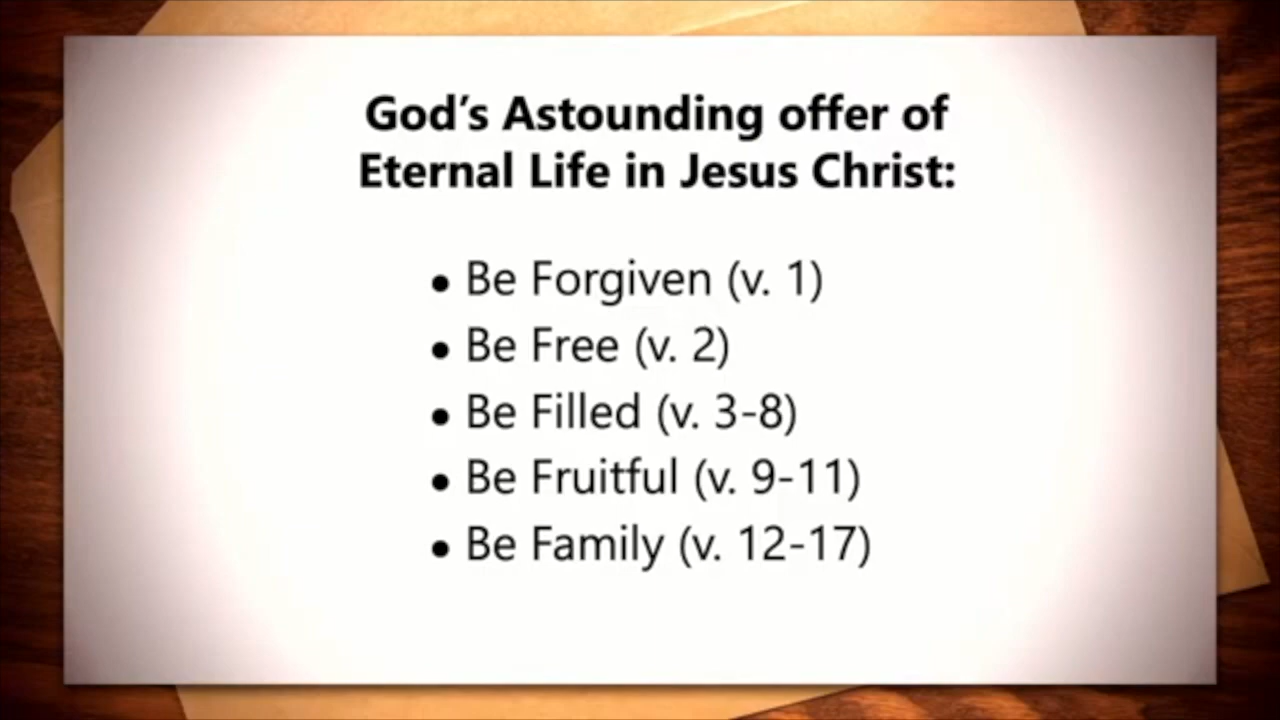 God’s Astounding offer of
Eternal Life in Jesus Christ:
• Be Forgiven (v. 1)
• Be Free (v. 2)
• Be Filled (v. 3-8)
• Be Fruitful (v. 9-11)
• Be Family (v. 12-17)